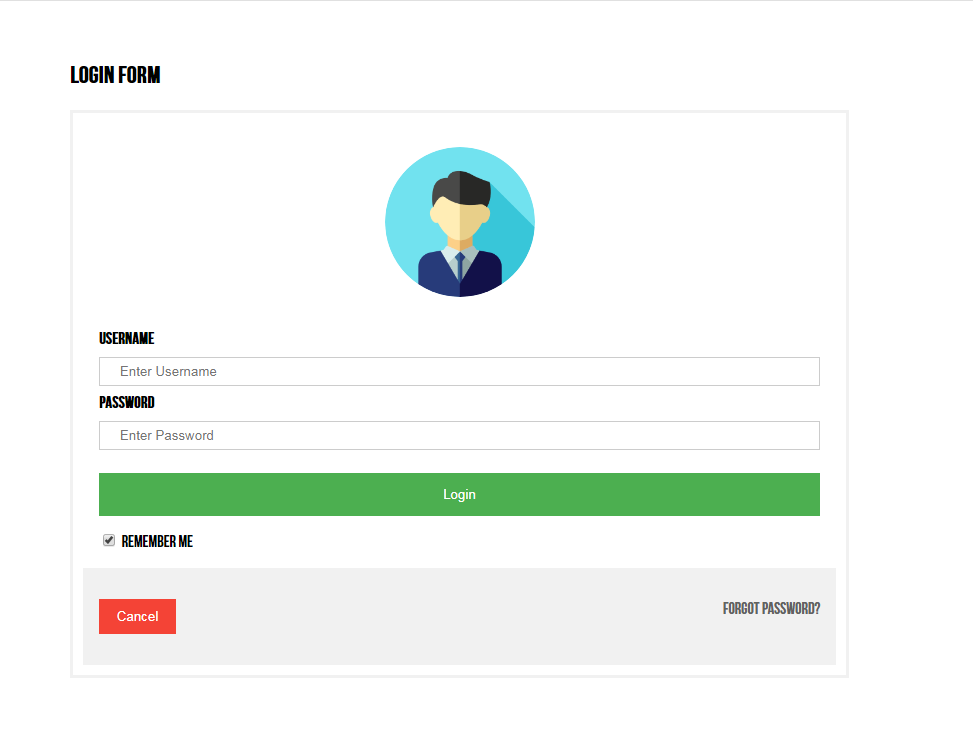 LOGIN FORM
USERNAME
Enter Username
PASSWORD
Enter Password
Login
REMEMBER ME
Cancel
FORGOT PASSWORD?